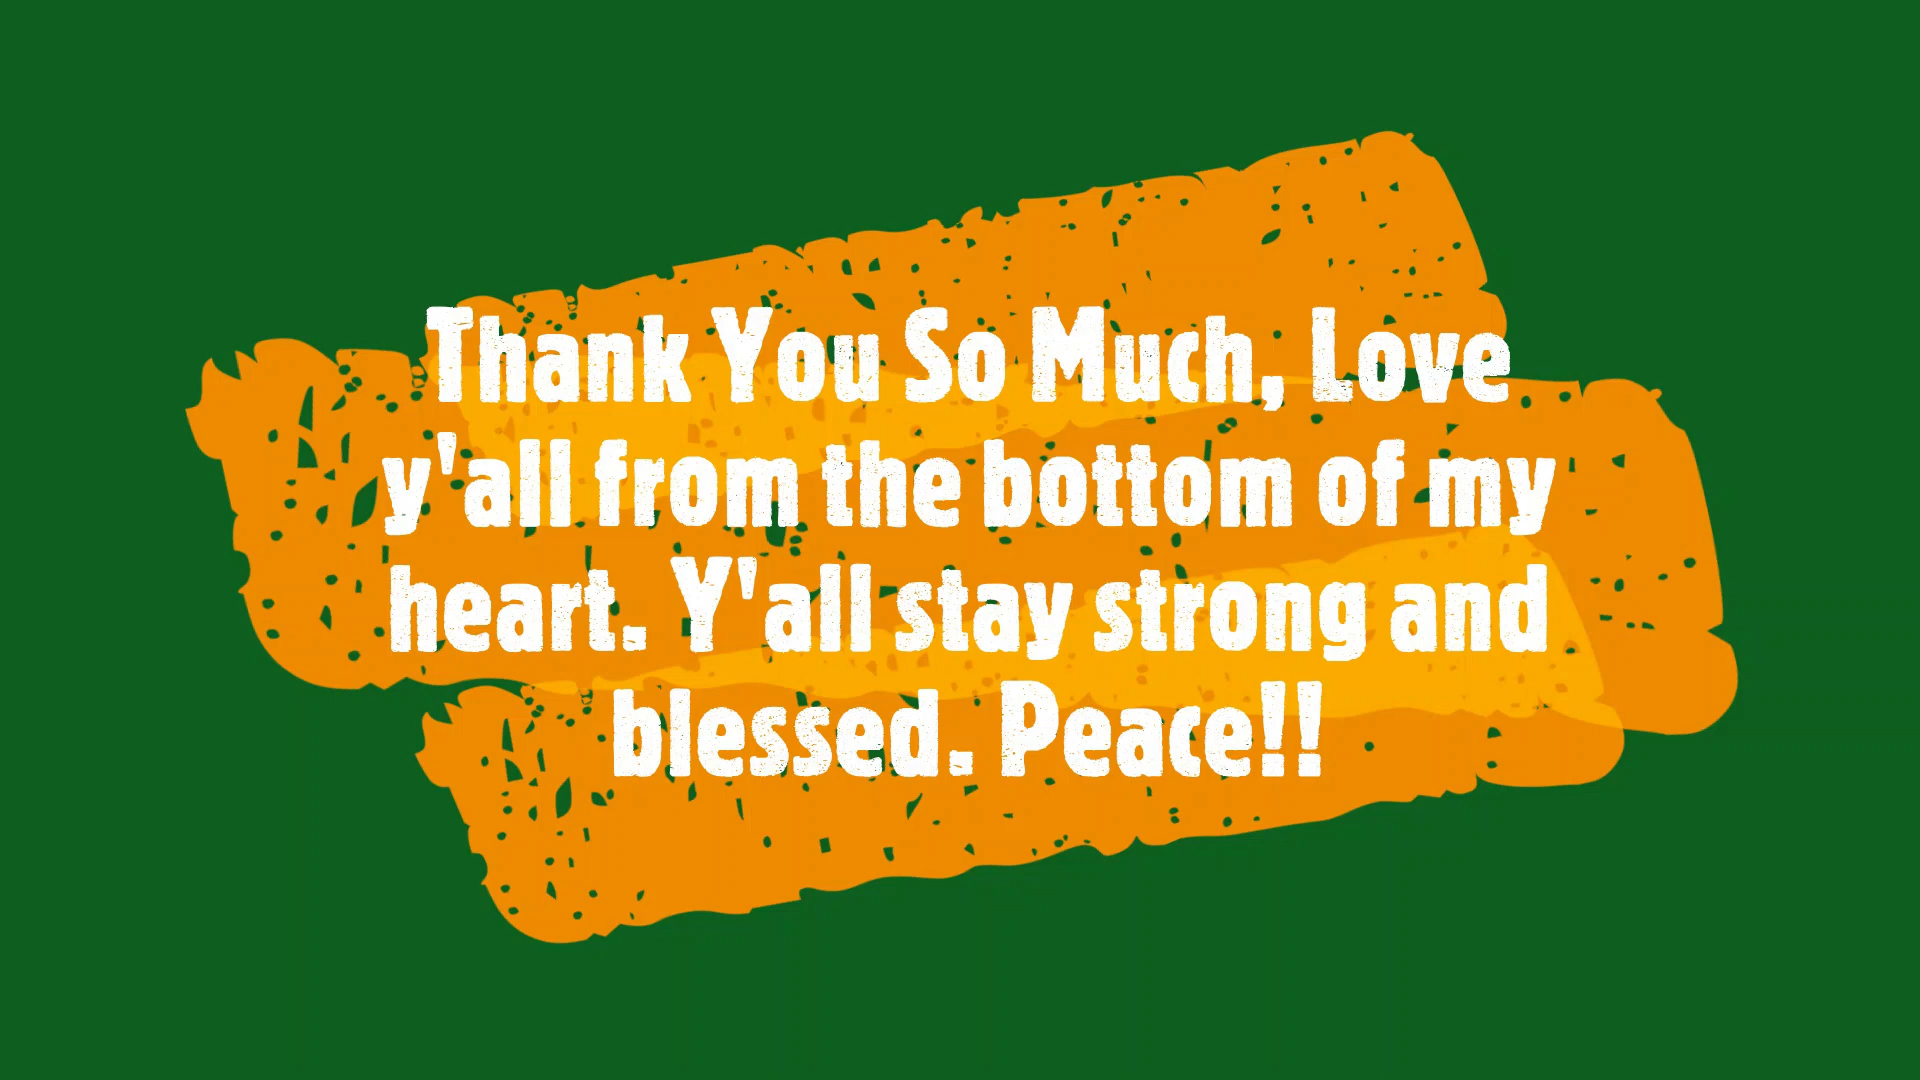 Thank You So Much, Love
y'all from the bottom of my
heart. Y'all stay strong and
blessed. Peace!!